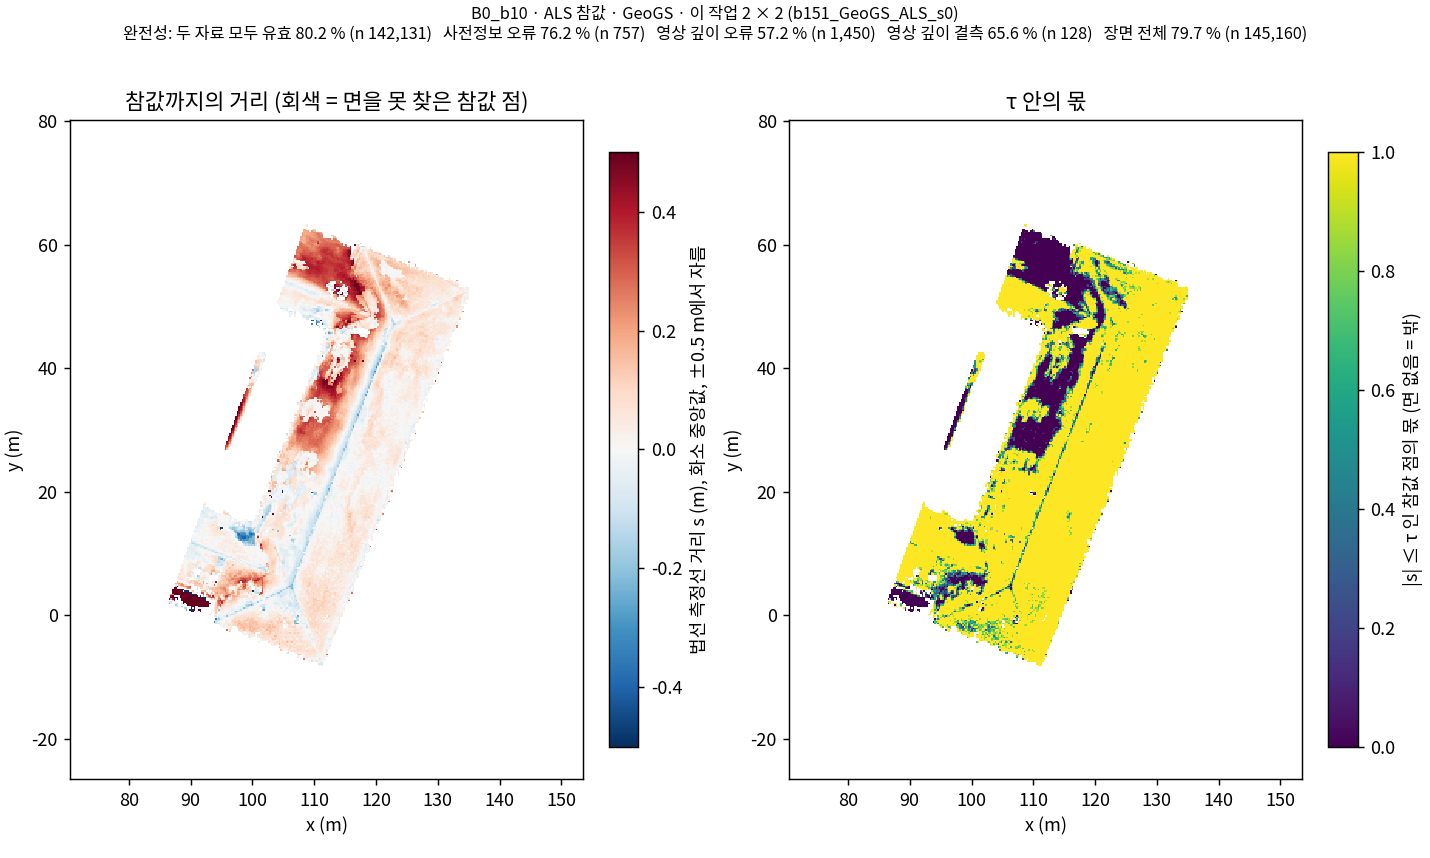 B0_b10 · ALS 참값 · GeoGS · 이 작업 2 × 2 (b151_GeoGS_ALS_s0)
완전성: 두 자료 모두 유효 80.2 % (n 142,131)   사전정보 오류 76.2 % (n 757)   영상 깊이 오류 57.2 % (n 1,450)   영상 깊이 결측 65.6 % (n 128)   장면 전체 79.7 % (n 145,160)
참값까지의 거리 (회색 = 면을 못 찾은 참값 점)
80
60
40
20
0
-20
80 90 100 110 120 130 140 150
x (m)
y (m)
0.4
0.2
0.0
-0.2
-0.4
법선 측정선 거리 s (m), 화소 중앙값, ±0.5 m에서 자름
τ 안의 몫
80
60
40
20
0
-20
80 90 100 110 120 130 140 150
x (m)
y (m)
1.0
0.8
0.6
0.4
0.2
0.0
|s| ≤ τ 인 참값 점의 몫 (면 없음 = 밖)